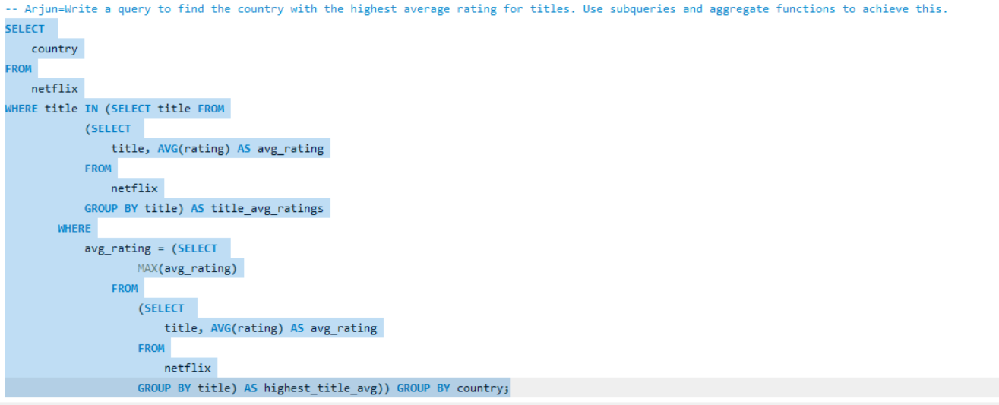 -- Arjun=Write a query to find the country with the highest average rating for titles. Use subqueries and aggregate functions to achieve this.
SELECT
country
FROM
netflix
WHERE title IN (SELECT title FROM
(SELECT
title, AVG(rating) AS avg_rating
FROM
netflix
GROUP BY title) AS title_avg_ratings
WHERE
avg_rating = (SELECT
MAX(avg_rating)
FROM
(SELECT
title, AVG(rating) AS avg_rating
FROM
netflix
GROUP BY title) AS highest_title_avg)) GROUP BY country;